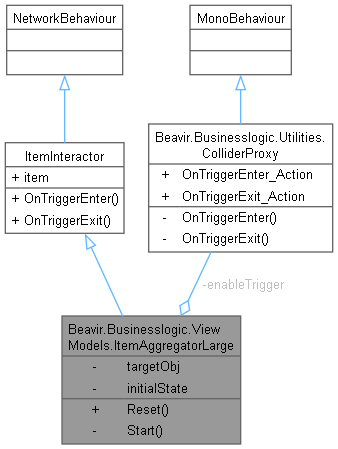 NetworkBehaviour
MonoBehaviour
ItemInteractor
+ item
+ OnTriggerEnter()
+ OnTriggerExit()
Beavir.Businesslogic.Utilities.
ColliderProxy
+ OnTriggerEnter_Action
+ OnTriggerExit_Action
- OnTriggerEnter()
- OnTriggerExit()
-enableTrigger
Beavir.Businesslogic.View
Models.ItemAggregatorLarge
- targetObj
- initialState
+ Reset()
- Start()